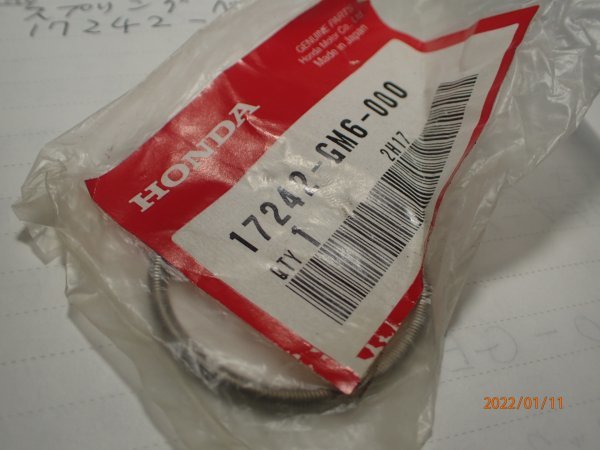 スプリング
17242-
GENUINE PARTS
Honda Motor Co., Ltd.
Made in Japan
HONDA
17242-GM6-000
2H17
QTY 1
2022/01/11